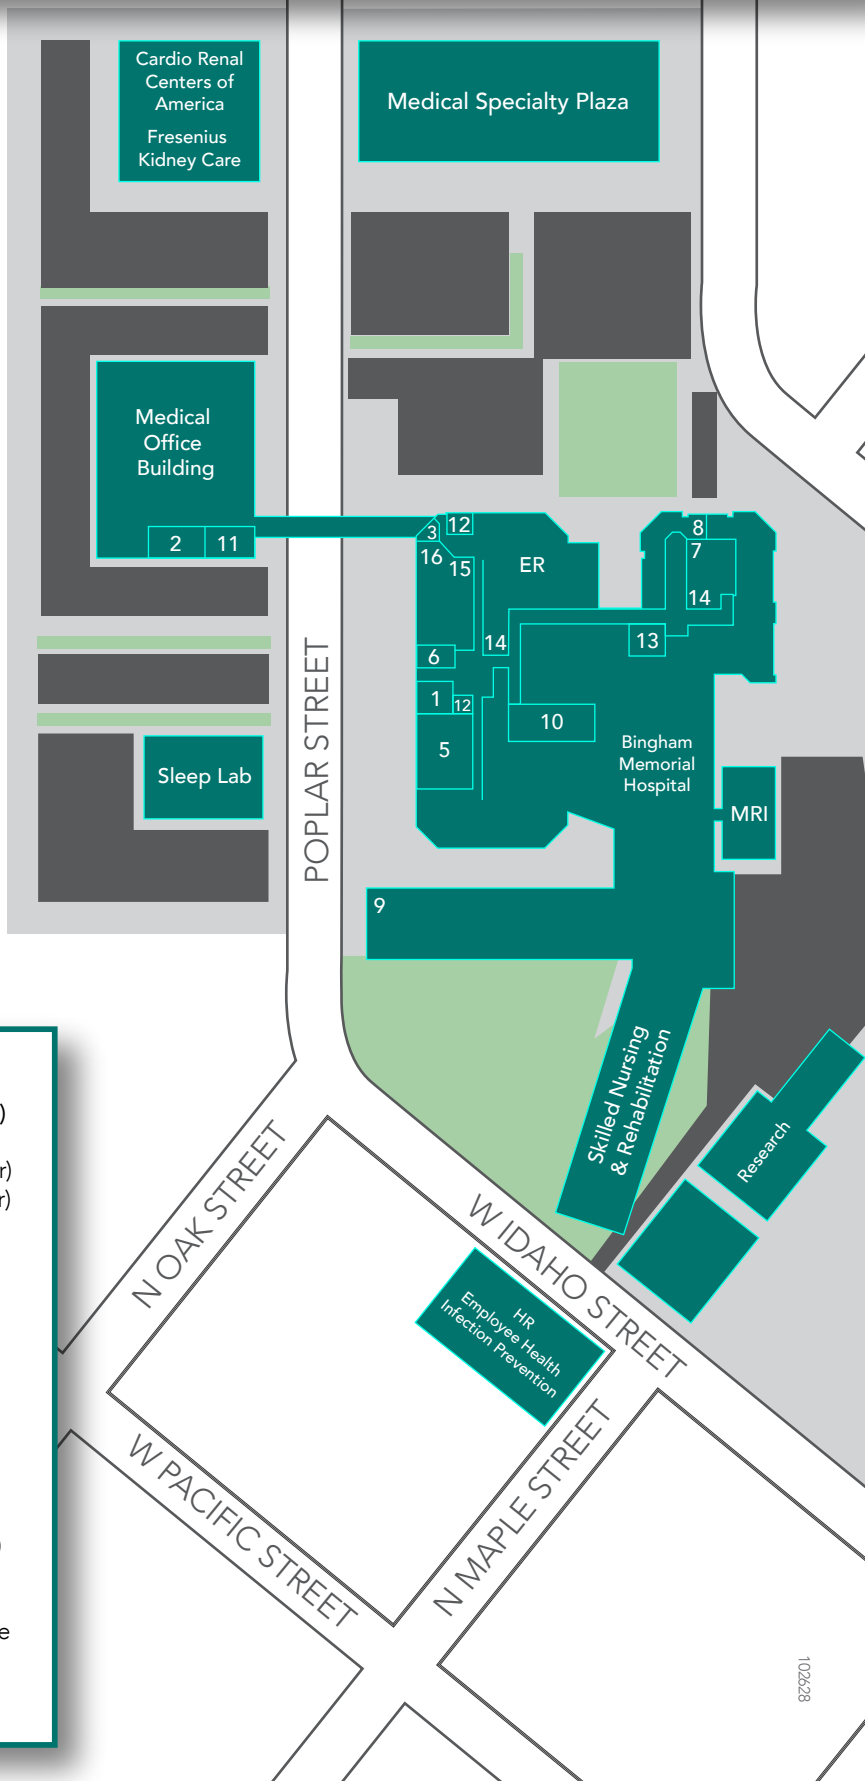 Cardio Renal
Centers of
America
Fresenius
Kidney Care
Medical Specialty Plaza
Medical
Office
Building
2
11
3
12
16
15
ER
8
7
14
14
13
6
1
12
10
5
Bingham
Memorial
Hospital
MRI
POPLAR STREET
Sleep Lab
9
Skilled Nursing
& Rehabilitation
Research
N OAK STREET
W IDAHO STREET
HR
Employee Health
Infection Prevention
W PACIFIC STREET
N MAPLE STREET
102628